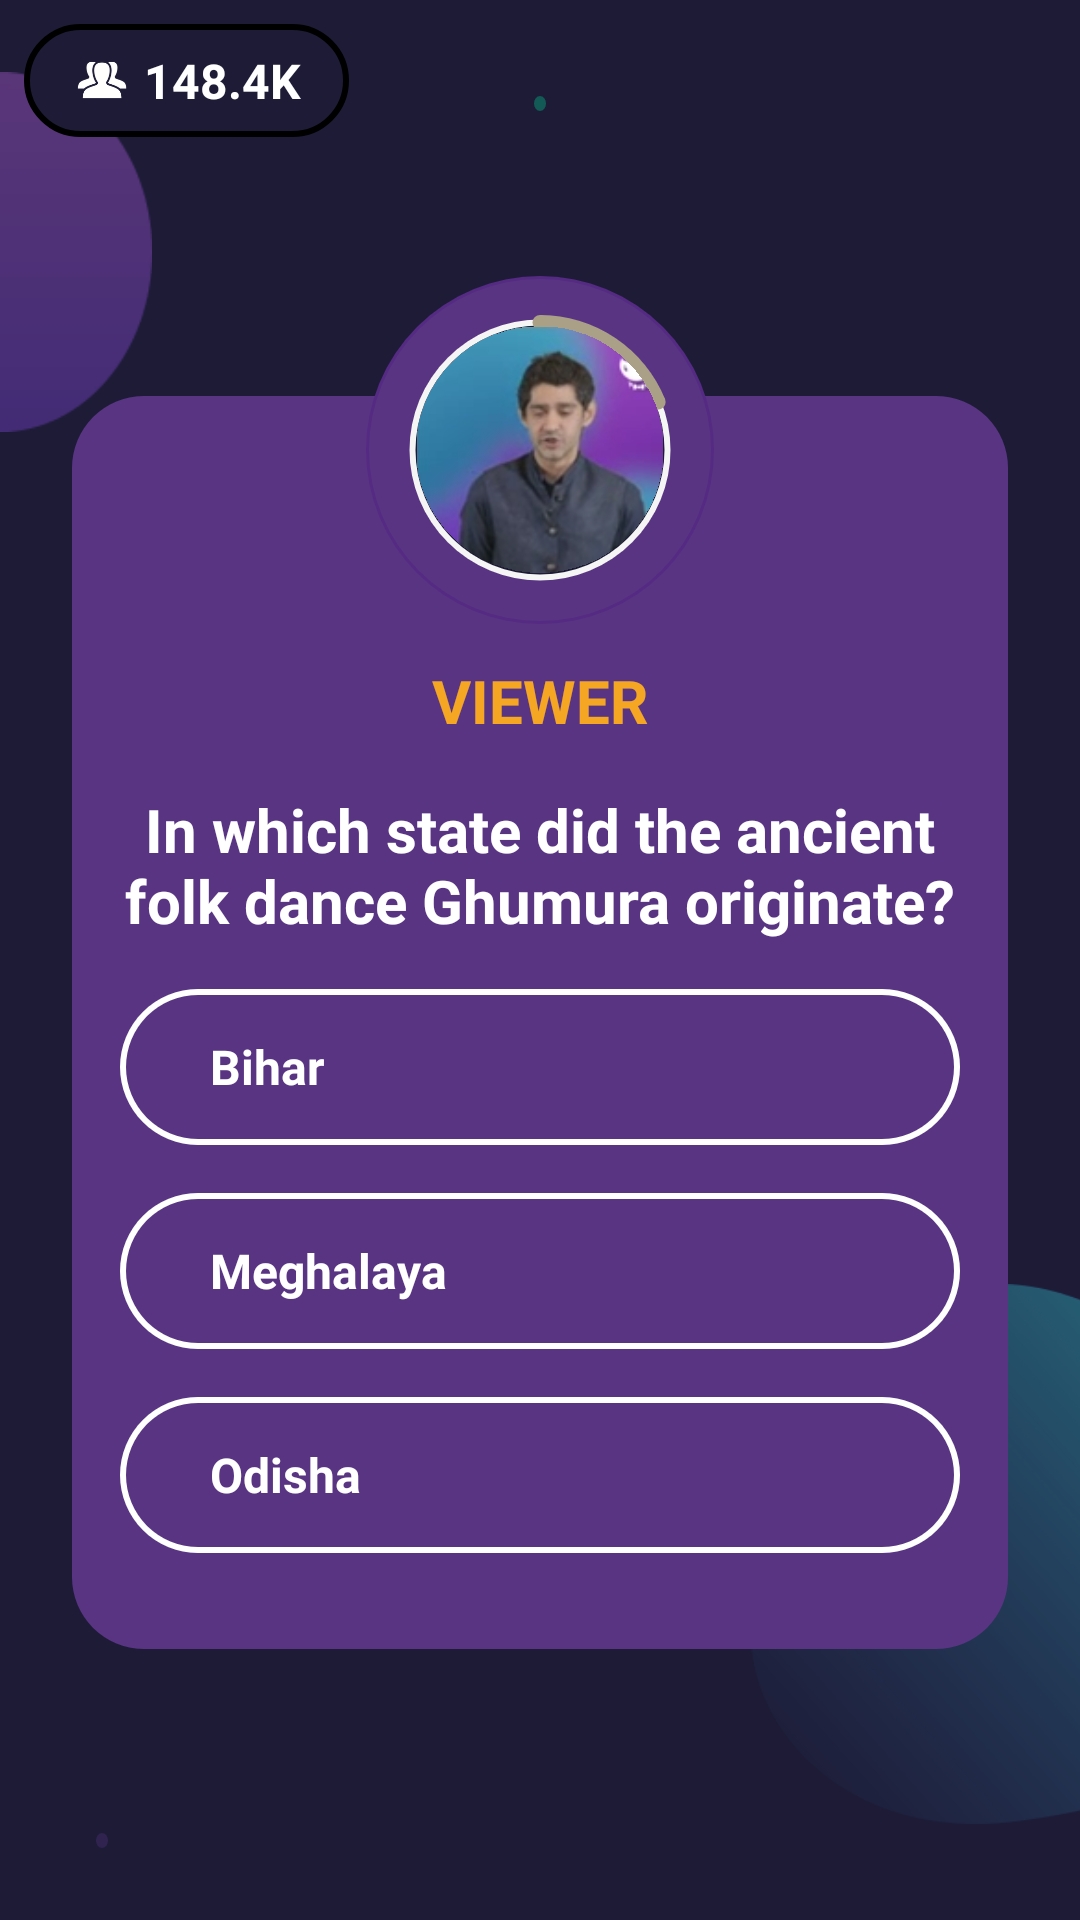 148.4K
VIEWER
In which state did the ancient
folk dance Ghumura originate?
Bihar
Meghalaya
Odisha